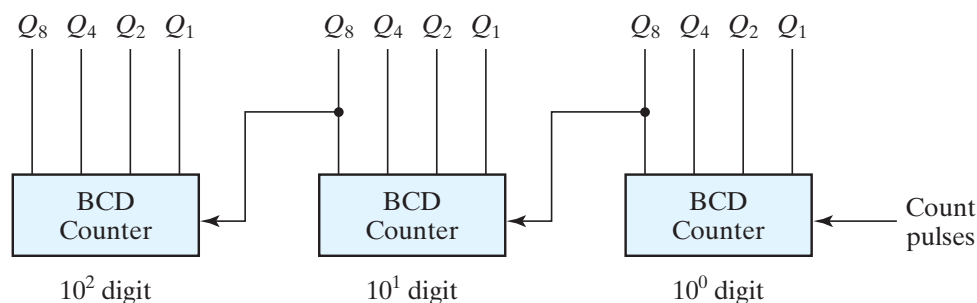 Q₈ Q₄ Q₂ Q₁ Q₈ Q₄ Q₂ Q₁ Q₈ Q₄ Q₂ Q₁
BCD
Counter
BCD
Counter
BCD
Counter
Count
pulses
10² digit
10¹ digit
10⁰ digit